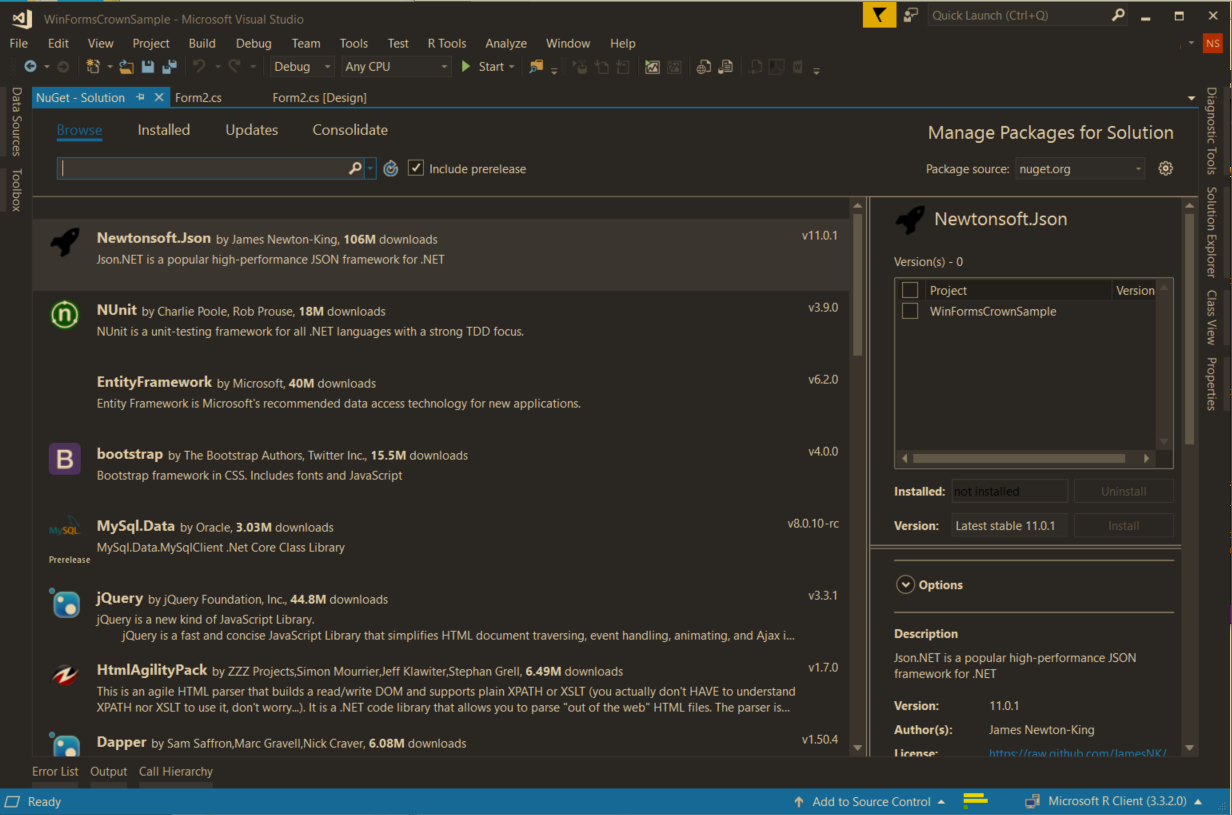 WinFormsCrownSample - Microsoft Visual Studio
Quick Launch (Ctrl+Q)
File Edit View Project Build Debug Team Tools Test R Tools Analyze Window Help
NS
Debug Any CPU Start
Data Sources
Toolbox
NuGet - Solution Form2.cs Form2.cs [Design]
Browse Installed Updates Consolidate
Manage Packages for Solution
Include prerelease
Package source: nuget.org
Newtonsoft.Json by James Newton-King, 106M downloads v11.0.1
Json.NET is a popular high-performance JSON framework for .NET
n
NUnit by Charlie Poole, Rob Prouse, 18M downloads v3.9.0
NUnit is a unit-testing framework for all .NET languages with a strong TDD focus.
EntityFramework by Microsoft, 40M downloads v6.2.0
Entity Framework is Microsoft's recommended data access technology for new applications.
B
bootstrap by The Bootstrap Authors, Twitter Inc., 15.5M downloads v4.0.0
Bootstrap framework in CSS. Includes fonts and JavaScript
MySQL
MySql.Data by Oracle, 3.03M downloads v8.0.10-rc
MySql.Data.MySqlClient .Net Core Class Library
Prerelease
jQuery by jQuery Foundation, Inc., 44.8M downloads v3.3.1
jQuery is a new kind of JavaScript Library.
jQuery is a fast and concise JavaScript Library that simplifies HTML document traversing, event handling, animating, and Ajax i...
HtmlAgilityPack by ZZZ Projects,Simon Mourrier,Jeff Klawiter,Stephan Grell, 6.49M downloads v1.7.0
This is an agile HTML parser that builds a read/write DOM and supports plain XPATH or XSLT (you actually don't HAVE to understand
XPATH nor XSLT to use it, don't worry...). It is a .NET code library that allows you to parse "out of the web" HTML files. The parser is...
Dapper by Sam Saffron,Marc Gravell,Nick Craver, 6.08M downloads v1.50.4
Newtonsoft.Json
Version(s) - 0
Project Version
WinFormsCrownSample
Installed: not installed Uninstall
Version: Latest stable 11.0.1 Install
Options
Description
Json.NET is a popular high-performance JSON
framework for .NET
Version: 11.0.1
Author(s): James Newton-King
License: https://raw.github.com/JamesNK/
Diagnostic Tools
Solution Explorer
Class View
Properties
Error List Output Call Hierarchy
Ready Add to Source Control Microsoft R Client (3.3.2.0)